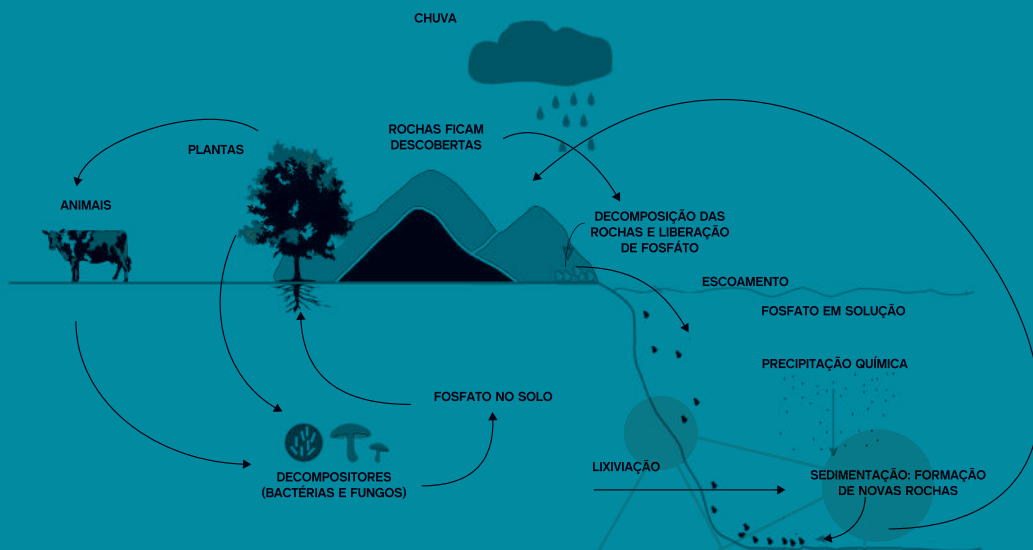 CHUVA
ROCHAS FICAM
DESCOBERTAS
PLANTAS
ANIMAIS
DECOMPOSIÇÃO DAS
ROCHAS E LIBERAÇÃO
DE FOSFÁTO
ESCOAMENTO
FOSFATO EM SOLUÇÃO
PRECIPITAÇÃO QUÍMICA
FOSFATO NO SOLO
LIXIVIAÇÃO
SEDIMENTAÇÃO: FORMAÇÃO
DE NOVAS ROCHAS
DECOMPOSITORES
(BACTÉRIAS E FUNGOS)